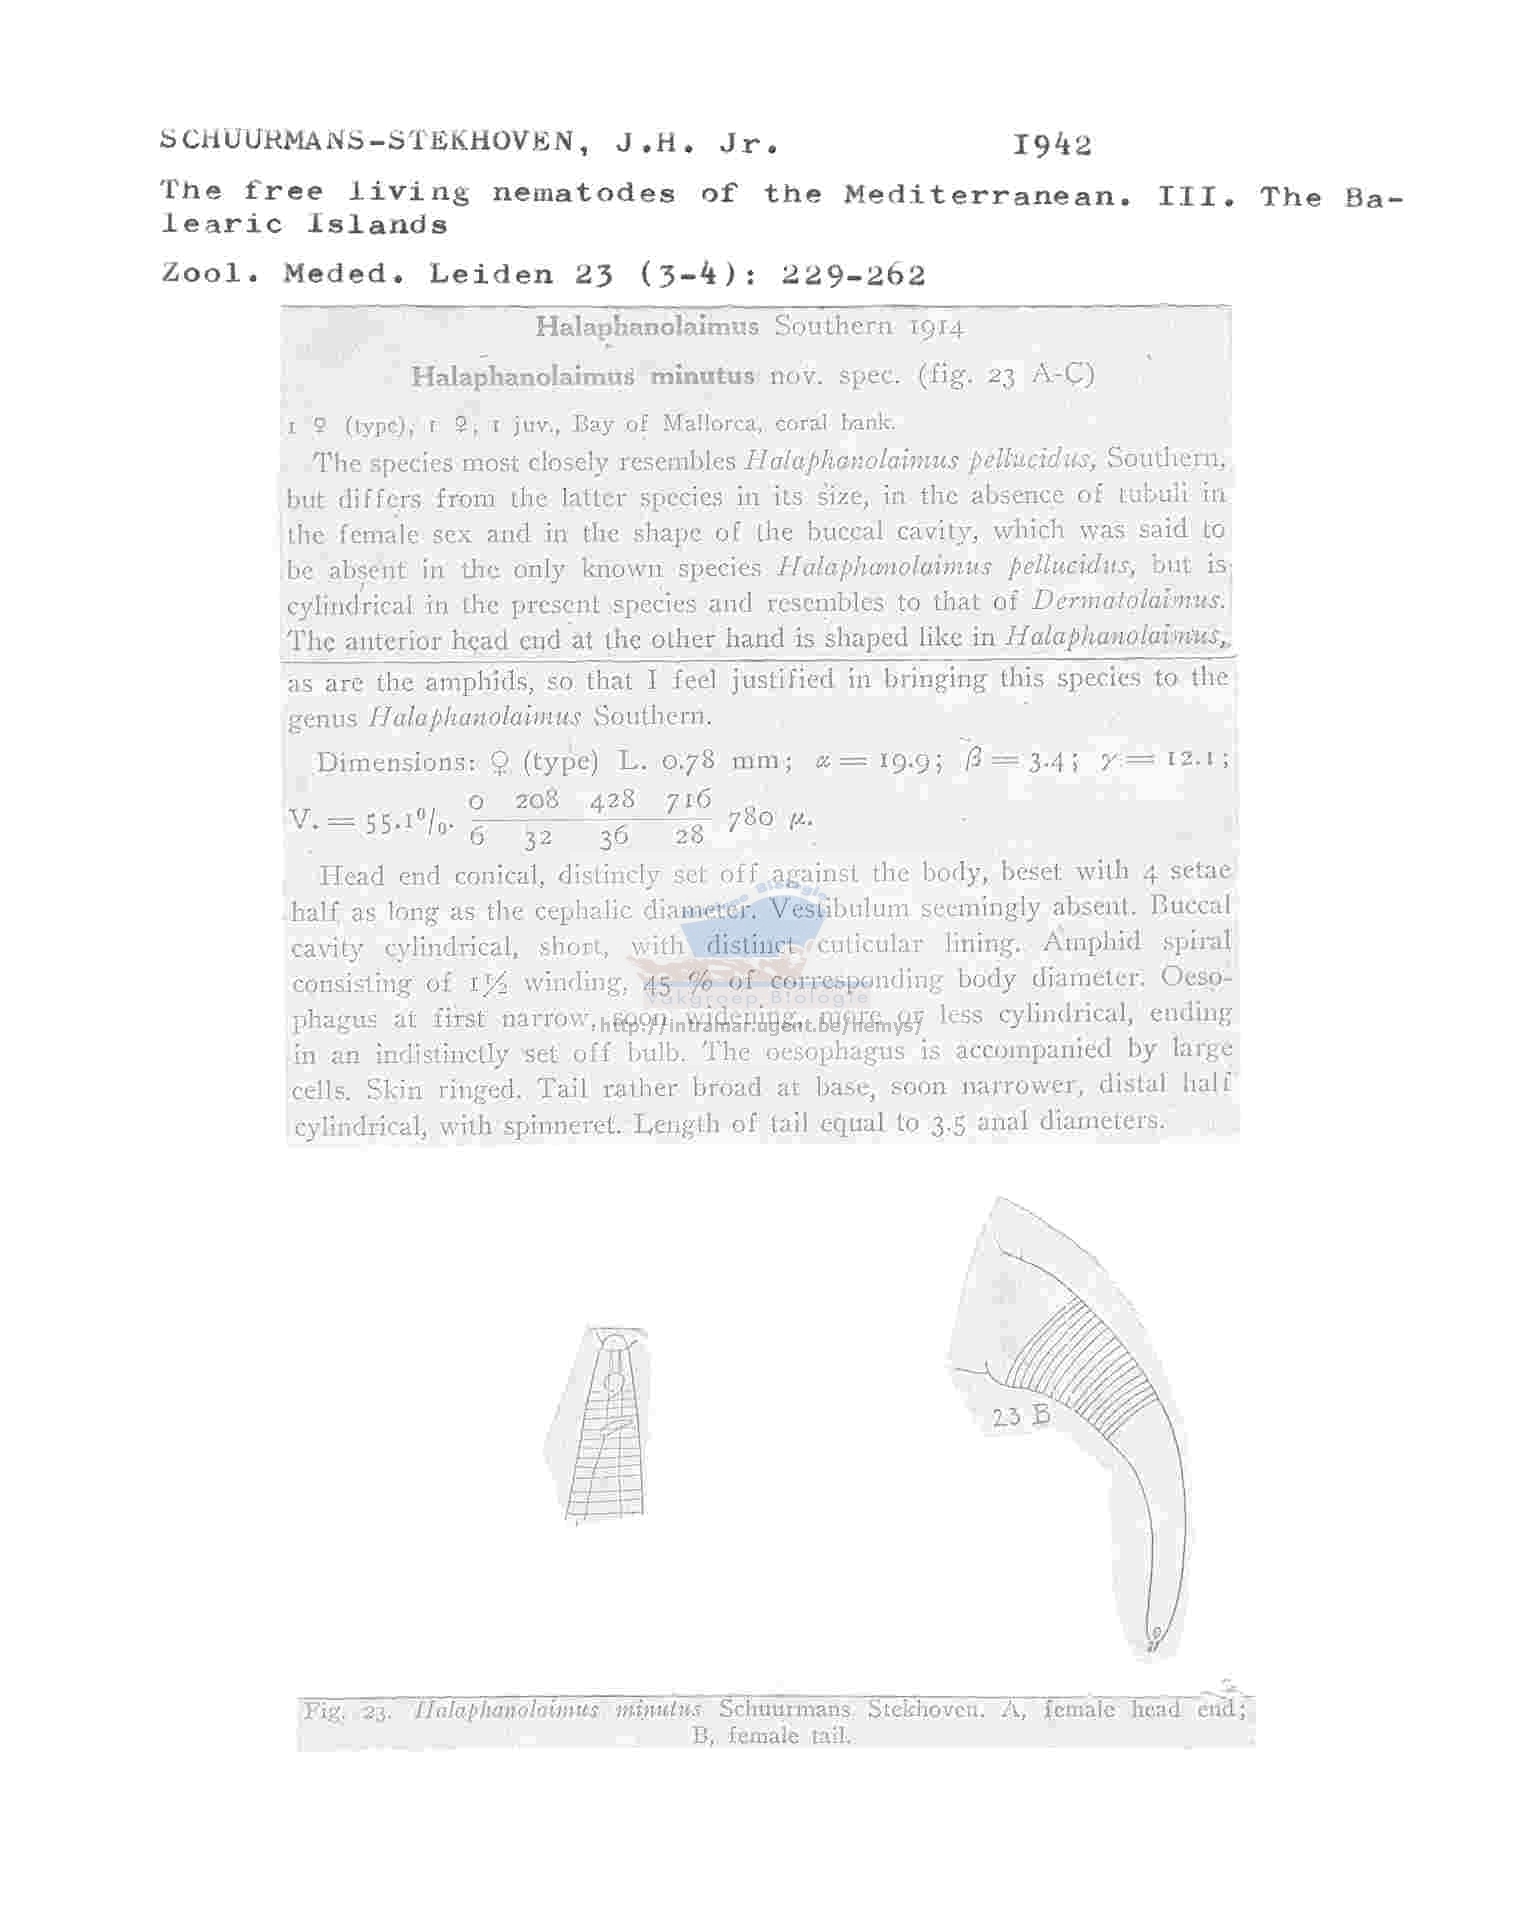 SCHUURMANS-STEKHOVEN, J.H. Jr. 1942
The free living nematodes of the Mediterranean. III. The Ba-
learic Islands
Zool. Meded. Leiden 23 (3-4): 229-262
Halaphanolaimus Southern 1914
Halaphanolaimus minutus nov. spec. (fig. 23 A-C)
1 ♀ (type), 1 ♀, 1 juv., Bay of Mallorca, coral bank.
The species most closely resembles Halaphanolaimus pellucidus, Southern,
but differs from the latter species in its size, in the absence of tubuli in
the female sex and in the shape of the buccal cavity, which was said to
be absent in the only known species Halaphanolaimus pellucidus, but is
cylindrical in the present species and resembles to that of Dermatolaimus.
The anterior head end at the other hand is shaped like in Halaphanolaimus,
as are the amphids, so that I feel justified in bringing this species to the
genus Halaphanolaimus Southern.
Dimensions: ♀ (type) L. 0.78 mm; α = 19.9; β = 3.4; γ = 12.1;
0 208 428 716
V. = 55.1%. 780 μ.
6 32 36 28
Head end conical, distincly set off against the body, beset with 4 setae
half as long as the cephalic diameter. Vestibulum seemingly absent. Buccal
cavity cylindrical, short, with distinct cuticular lining. Amphid spiral
consisting of 1½ winding, 45 % of corresponding body diameter. Oeso-
Vakgroep Biologie
phagus at first narrow, soon widening, more or less cylindrical, ending
http://intramar.ugent.be/nemys/
in an indistinctly set off bulb. The oesophagus is accompanied by large
cells. Skin ringed. Tail rather broad at base, soon narrower, distal half
cylindrical, with spinneret. Length of tail equal to 3.5 anal diameters.
23 B
Fig. 23. Halaphanolaimus minutus Schuurmans Stekhoven. A, female head end;
B, female tail.